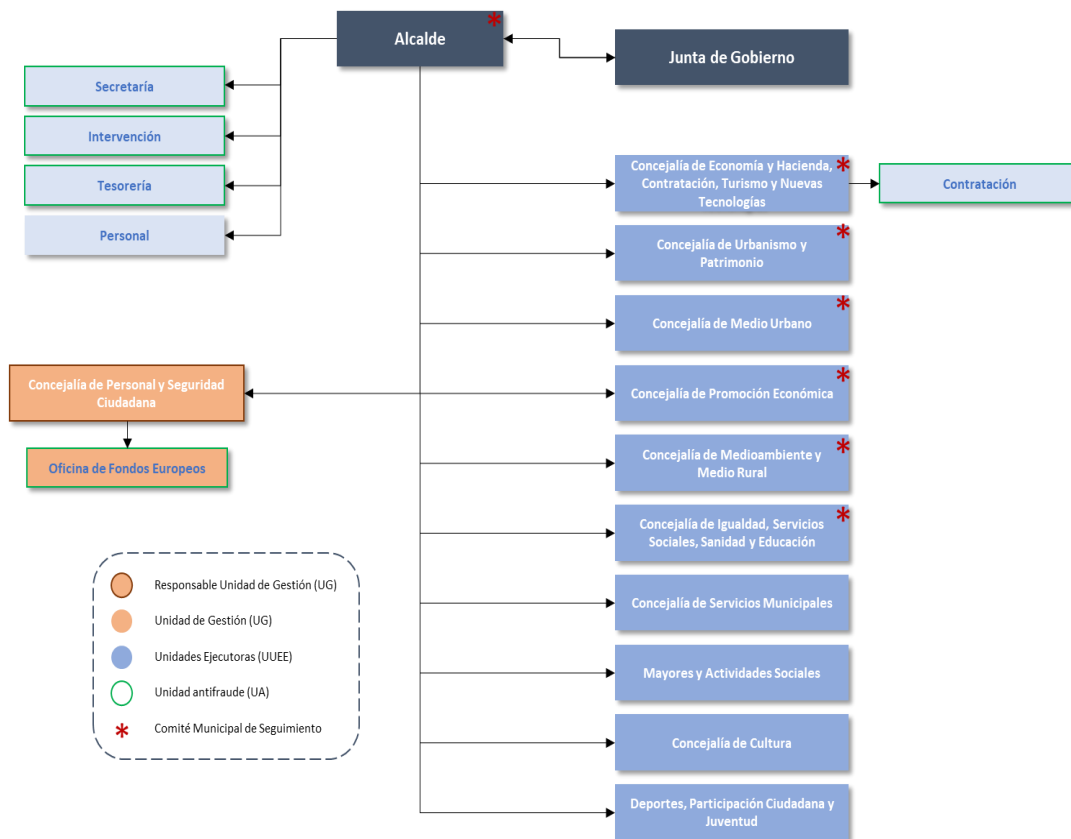 Alcalde
Junta de Gobierno
Secretaría
Intervención
Tesorería
Personal
Concejalía de Economía y Hacienda,
Contratación, Turismo y Nuevas
Tecnologías
Contratación
Concejalía de Urbanismo y
Patrimonio
Concejalía de Medio Urbano
Concejalía de Personal y Seguridad
Ciudadana
Concejalía de Promoción Económica
Oficina de Fondos Europeos
Concejalía de Medioambiente y
Medio Rural
Concejalía de Igualdad, Servicios
Sociales, Sanidad y Educación
Concejalía de Servicios Municipales
Mayores y Actividades Sociales
Concejalía de Cultura
Deportes, Participación Ciudadana y
Juventud
Responsable Unidad de Gestión (UG)
Unidad de Gestión (UG)
Unidades Ejecutoras (UUEE)
Unidad antifraude (UA)
Comité Municipal de Seguimiento